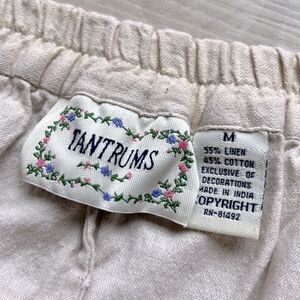 TANTRUMS
M
55% LINEN
45% COTTON
EXCLUSIVE OF
DECORATIONS
MADE IN INDIA
COPYRIGHT
RN-81492